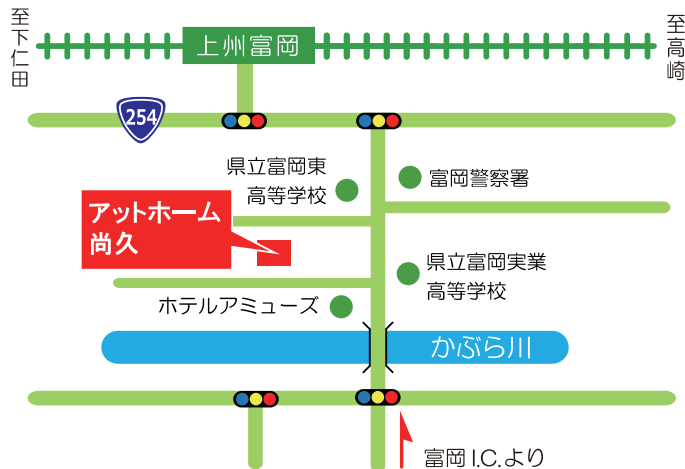 至下仁田
上州富岡
至高崎
254
県立富岡東
高等学校
富岡警察署
アットホーム
尚久
県立富岡実業
高等学校
ホテルアミューズ
かぶら川
富岡I.C.より